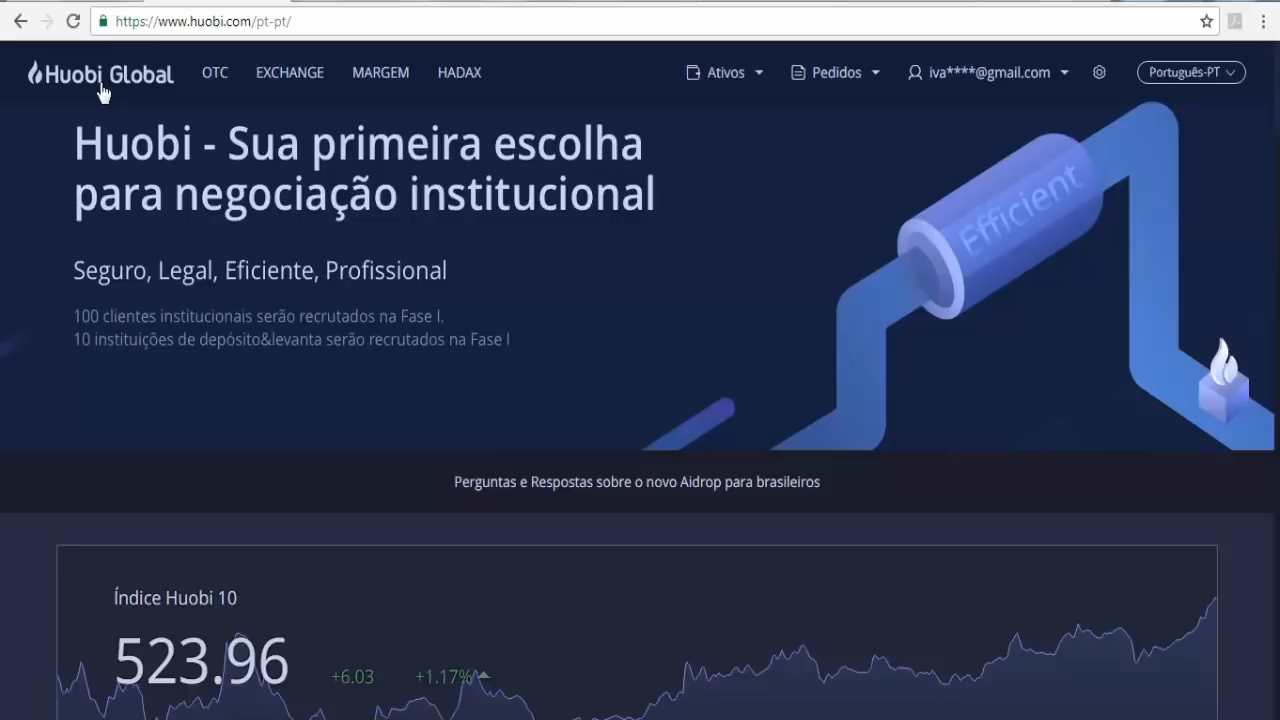 https://www.huobi.com/pt-pt/
Huobi Global OTC EXCHANGE MARGEM HADAX Ativos Pedidos iva****@gmail.com Português-PT
Huobi - Sua primeira escolha
para negociação institucional
Efficient
Seguro, Legal, Eficiente, Profissional
100 clientes institucionais serão recrutados na Fase I.
10 instituições de depósito&levanta serão recrutados na Fase I
Perguntas e Respostas sobre o novo Aidrop para brasileiros
Índice Huobi 10
523.96 +6.03 +1.17%